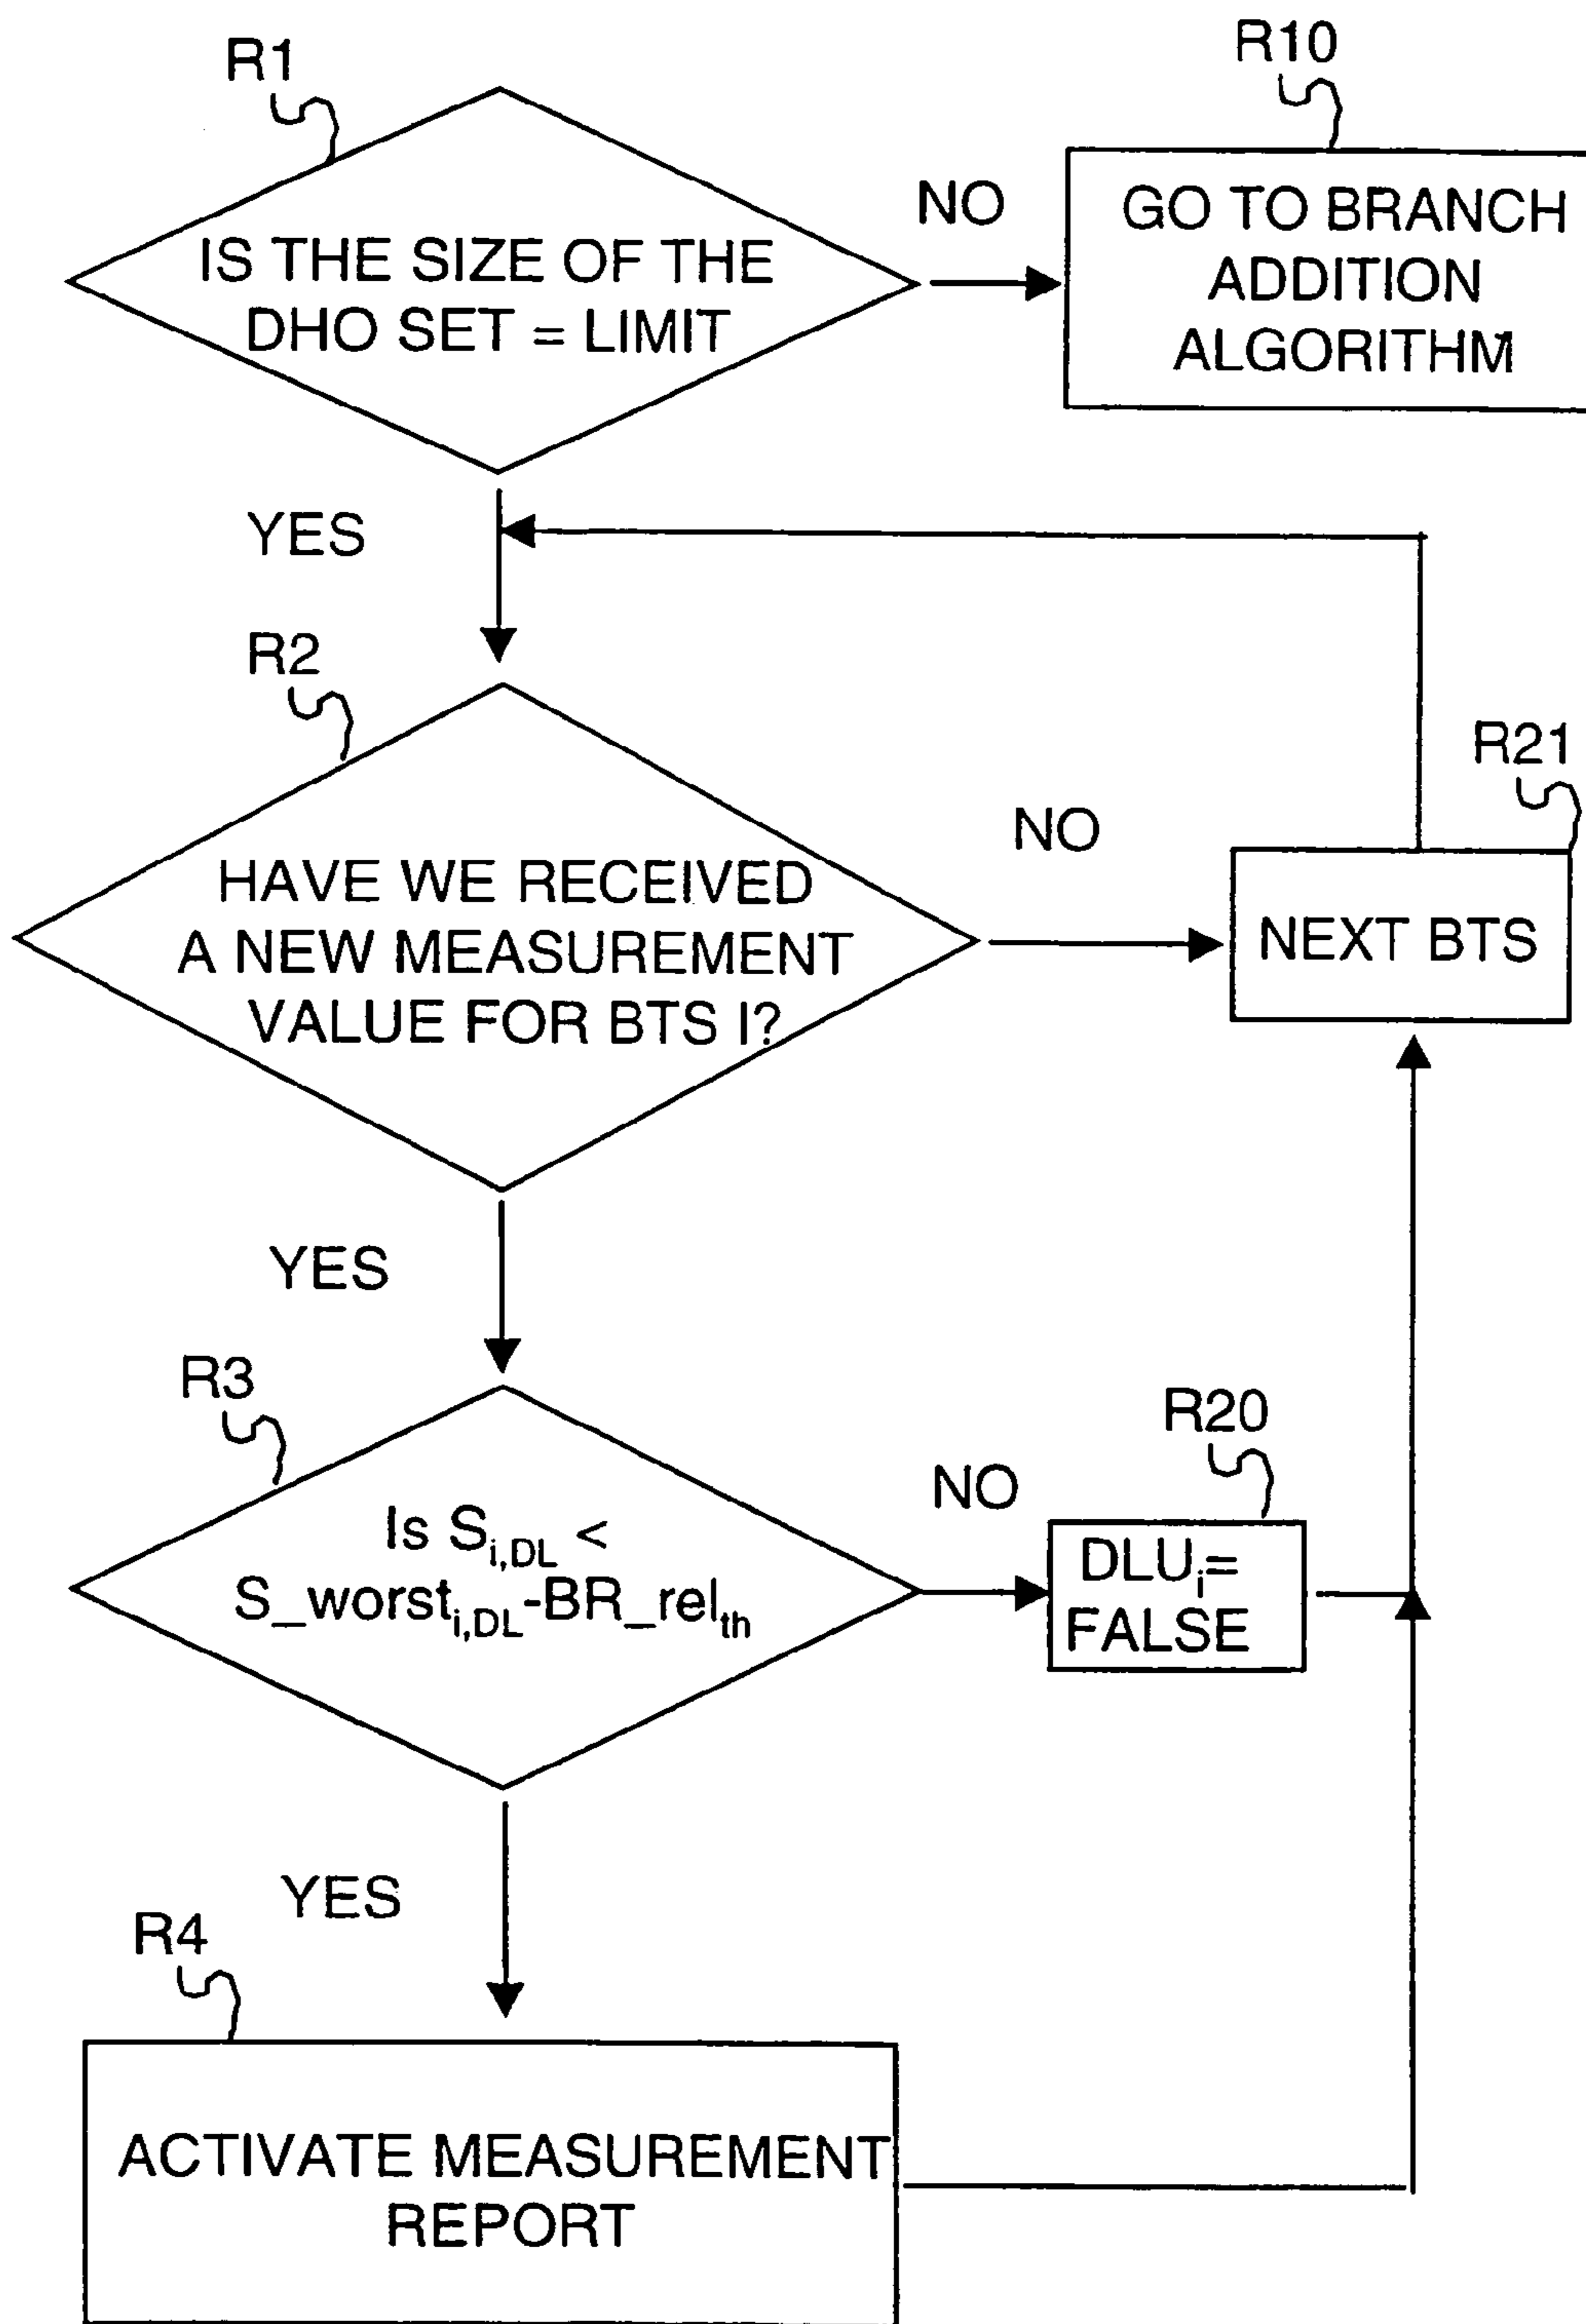 R1
R10
IS THE SIZE OF THE
DHO SET = LIMIT
NO
GO TO BRANCH
ADDITION
ALGORITHM
YES
R2
R21
HAVE WE RECEIVED
A NEW MEASUREMENT
VALUE FOR BTS I?
NO
NEXT BTS
YES
R3
R20
Is S_{i,DL} <
S_worst_{i,DL}-BR_rel_{th}
NO
DLU_i=
FALSE
YES
R4
ACTIVATE MEASUREMENT
REPORT